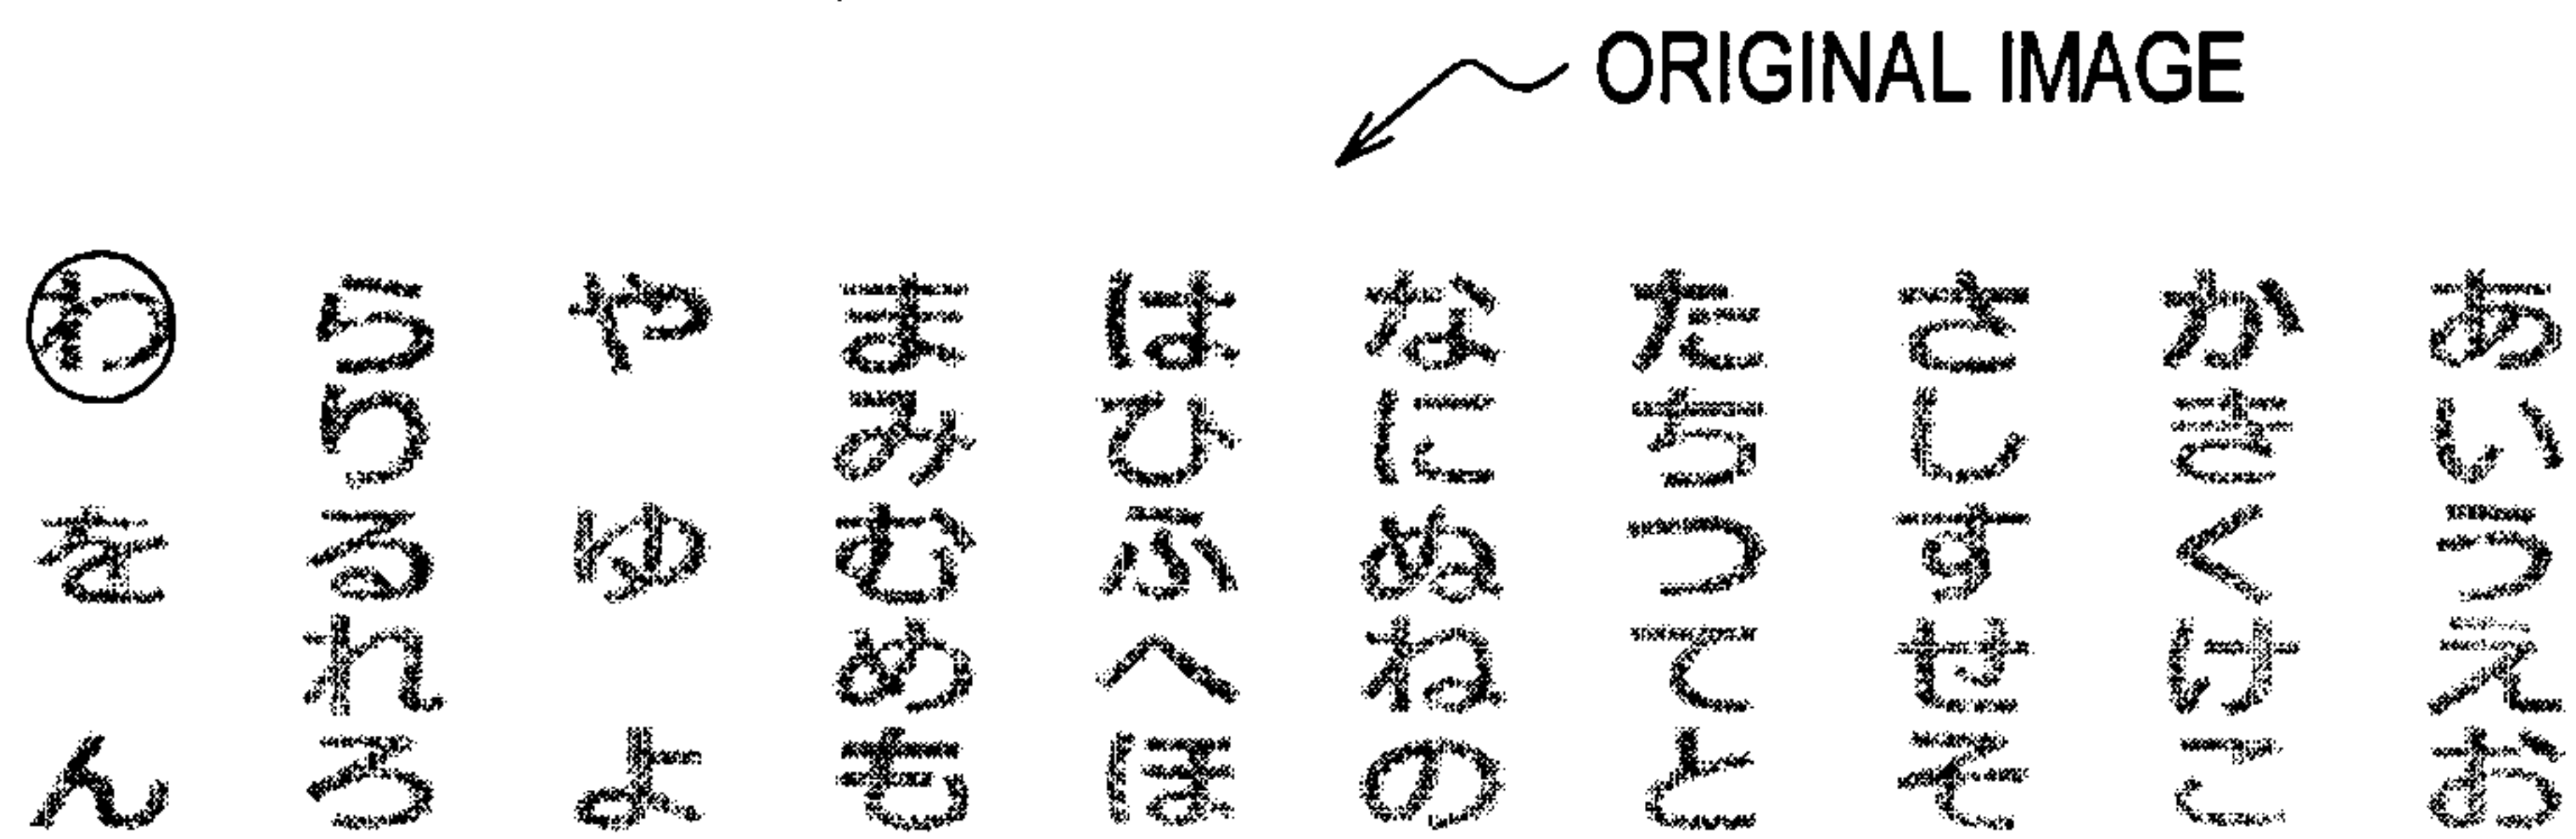 ORIGINAL IMAGE
あいうえお
かきくけこ
さしすせそ
たちつてと
なにぬねの
はひふへほ
まみむめも
や ゆ よ
らりるれろ
わ を ん